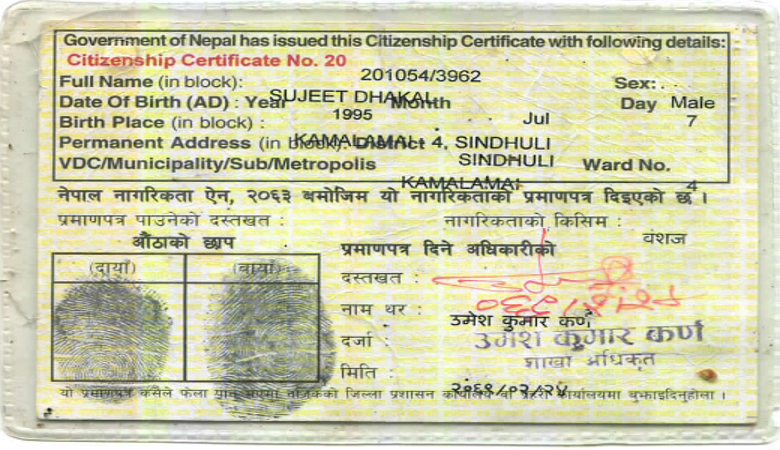 Government of Nepal has issued this Citizenship Certificate with following details:
Citizenship Certificate No. 20
201054/3962
Full Name (in block):
Sex:.
SUJEET DHAKAL
Date Of Birth (AD) : Year Month Day Male
1995 Jul 7
Birth Place (in block) :
KAMALAMAI 4, SINDHULI
Permanent Address (in block): District
SINDHULI
VDC/Municipality/Sub/Metropolis Ward No.
KAMALAMAI 4
नेपाल नागरिकता ऐन, २०६३ बमोजिम यो नागरिकताको प्रमाणपत्र दिइएको छ ।
प्रमाणपत्र पाउनेको दस्तखत : नागरिकताको किसिम :
वंशज
औंठाको छाप
प्रमाणपत्र दिने अधिकारीको
(दायाँ) (बायाँ)
दस्तखत :
नाम थर :
उमेश कुमार कर्ण
उमेश कुमार कर्ण
दर्जा :
शाखा अधिकृत
मिति :
२०६९/०२/२४
यो प्रमाणपत्र कसैले फेला नजिकको जिल्ला प्रशासन कार्यालय वा प्रहरी कार्यालयमा बुझाइदिनुहोला ।